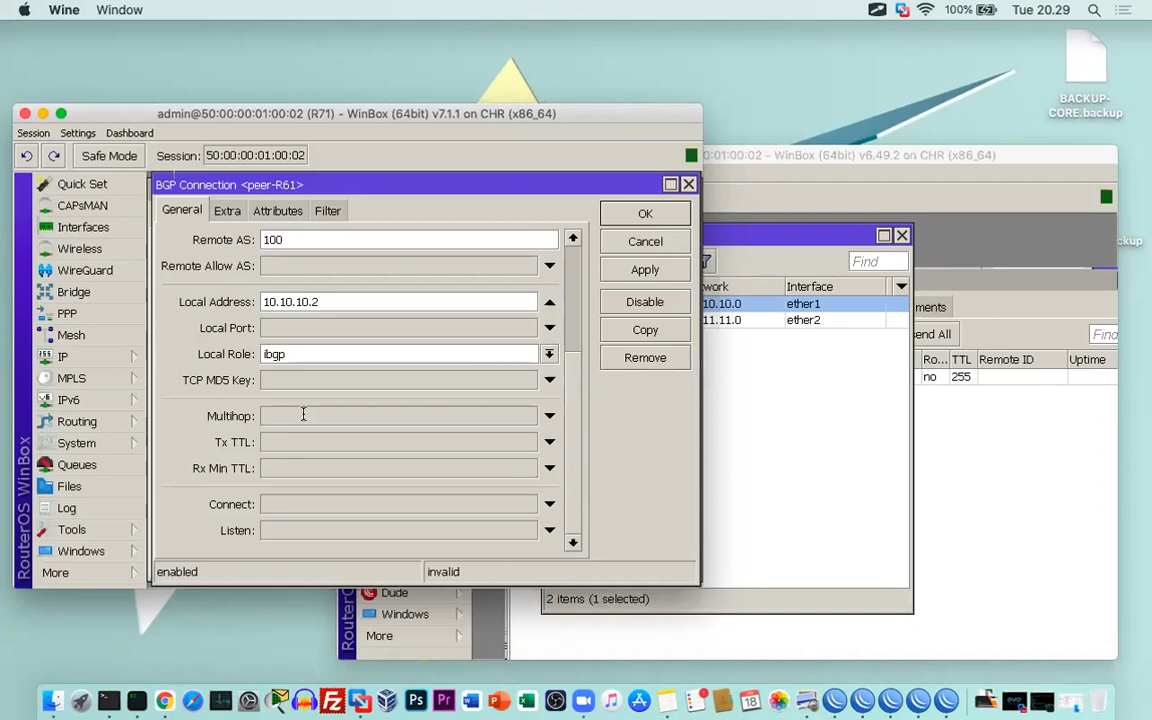 Wine Window 100% Tue 20.29
BACKUP-
CORE.backup
admin@50:00:00:01:00:02 (R71) - WinBox (64bit) v7.1.1 on CHR (x86_64)
Session Settings Dashboard
Safe Mode Session: 50:00:00:01:00:02
01:00:02 - WinBox (64bit) v6.49.2 on CHR (x86_64)
BGP Connection <peer-R61>
General Extra Attributes Filter
Remote AS: 100
Remote Allow AS:
Local Address: 10.10.10.2
Local Port:
Local Role: ibgp
TCP MD5 Key:
Multihop:
Tx TTL:
Rx Min TTL:
Connect:
Listen:
enabled invalid
OK
Cancel
Apply
Disable
Copy
Remove
Quick Set
CAPsMAN
Interfaces
Wireless
WireGuard
Bridge
PPP
Mesh
IP
MPLS
IPv6
Routing
System
Queues
Files
Log
Tools
Windows
More
RouterOS WinBox
Find
work Interface
10.10.0 ether1
11.11.0 ether2
2 items (1 selected)
kup
ments
end All Find
Ro... TTL Remote ID Uptime
no 255
Dude
Windows
More
RouterO